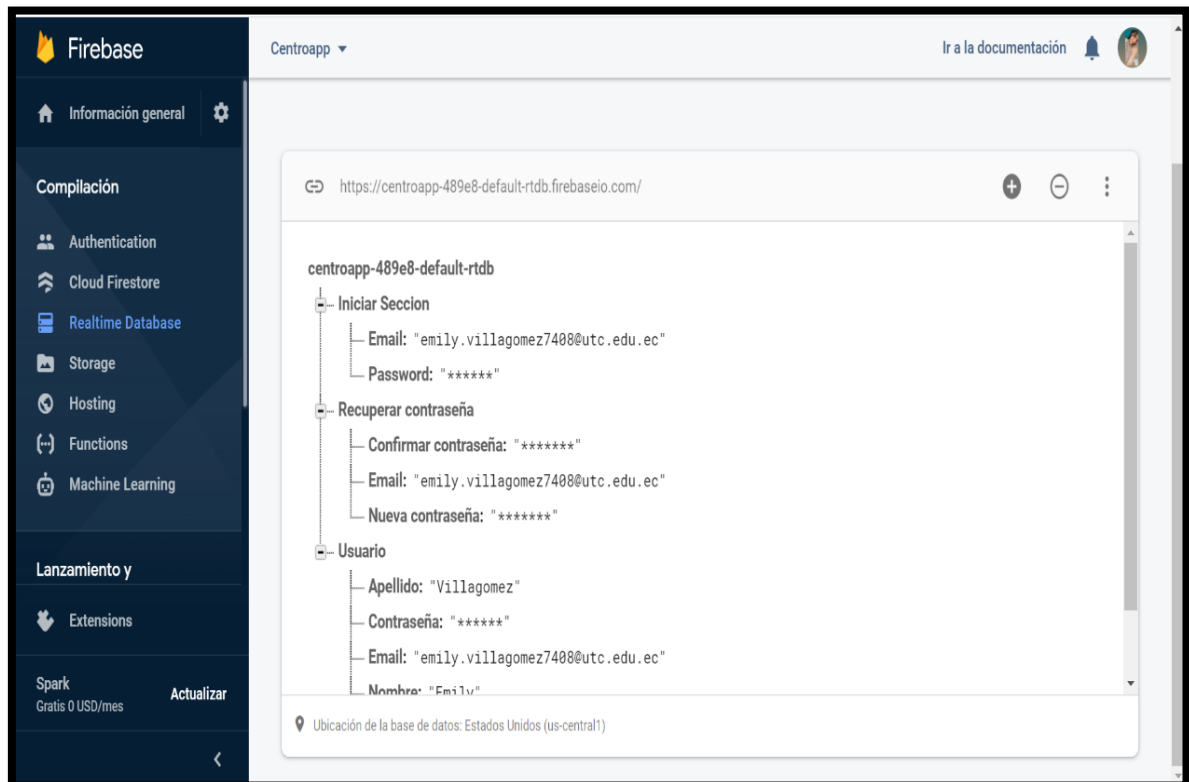 Firebase
Centroapp
Ir a la documentación
Información general
Compilación
Authentication
Cloud Firestore
Realtime Database
Storage
Hosting
Functions
Machine Learning
Lanzamiento y
Extensions
Spark
Gratis 0 USD/mes
Actualizar
https://centroapp-489e8-default-rtdb.firebaseio.com/
centroapp-489e8-default-rtdb
Iniciar Seccion
Email: "emily.villagomez7408@utc.edu.ec"
Password: "******"
Recuperar contraseña
Confirmar contraseña: "*******"
Email: "emily.villagomez7408@utc.edu.ec"
Nueva contraseña: "*******"
Usuario
Apellido: "Villagomez"
Contraseña: "******"
Email: "emily.villagomez7408@utc.edu.ec"
Nombre: "Emily"
Ubicación de la base de datos: Estados Unidos (us-central1)